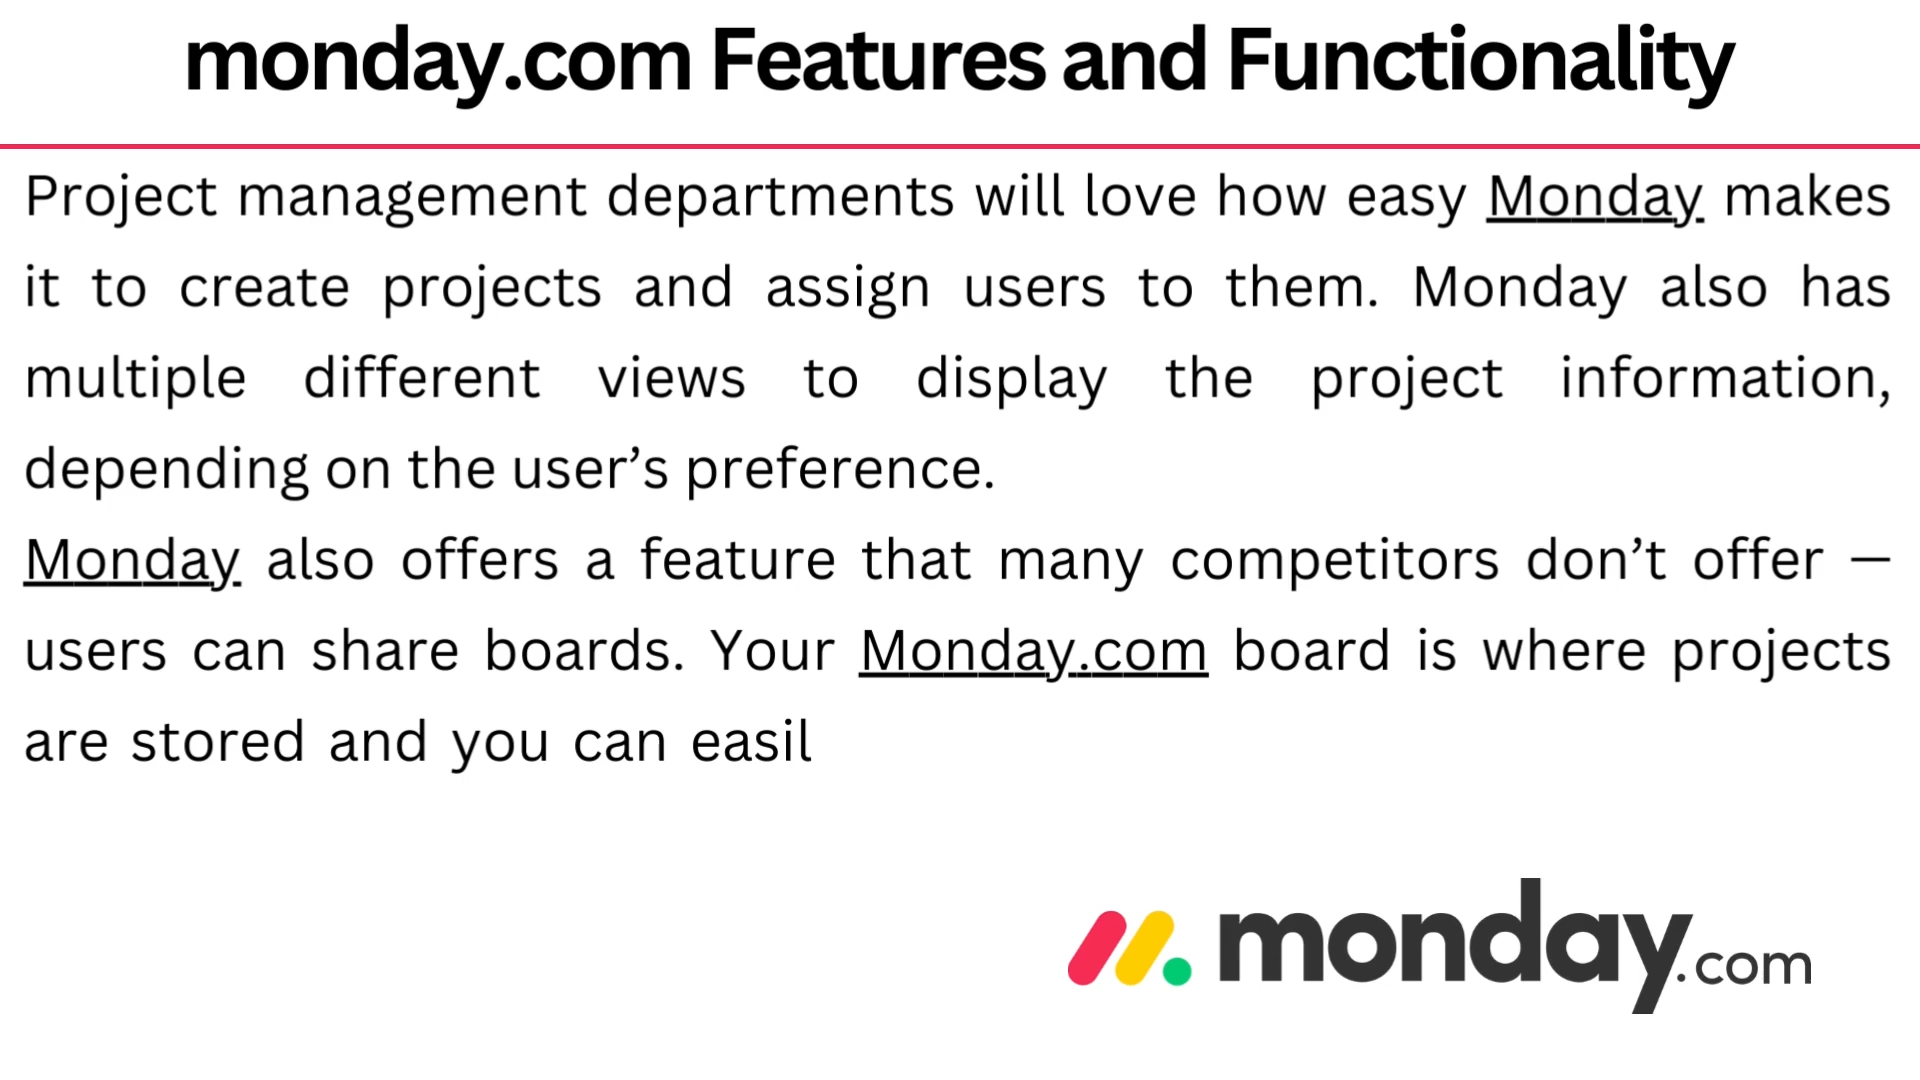 monday.com Features and Functionality
Project management departments will love how easy Monday makes
it to create projects and assign users to them. Monday also has
multiple different views to display the project information,
depending on the user’s preference.
Monday also offers a feature that many competitors don’t offer —
users can share boards. Your Monday.com board is where projects
are stored and you can easil
monday.com